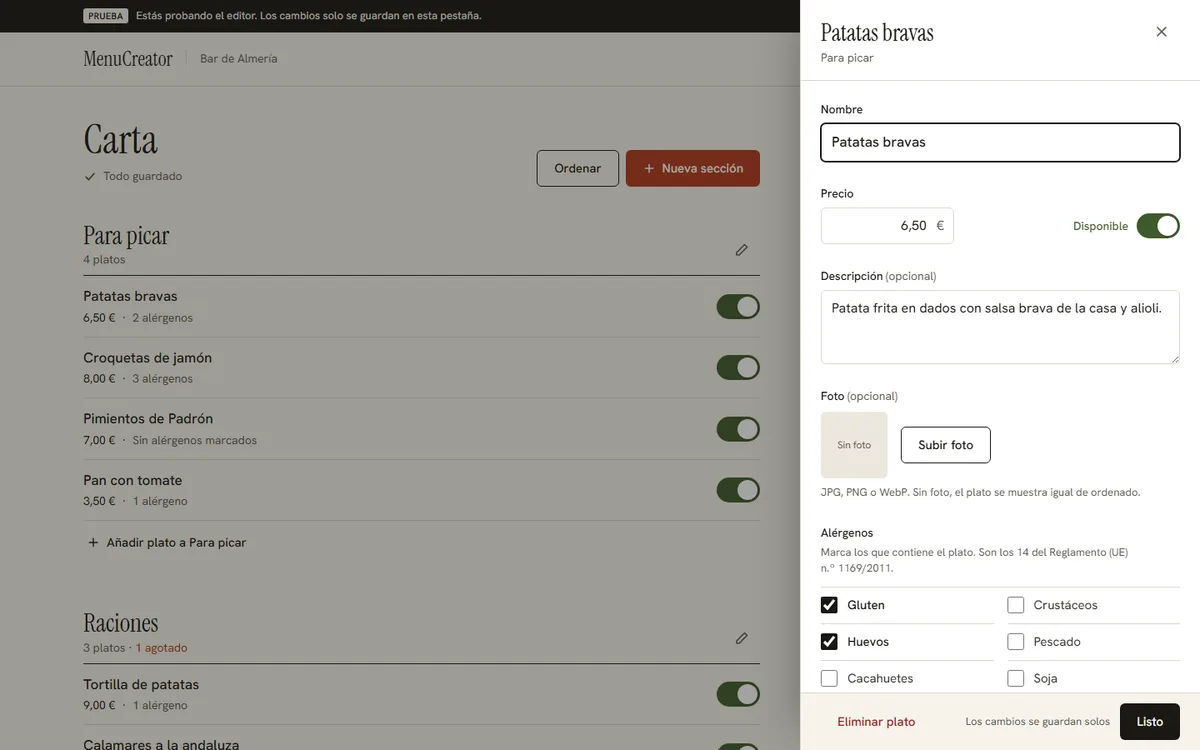 PRUEBA Estás probando el editor. Los cambios solo se guardan en esta pestaña.
MenuCreator Bar de Almería
Carta
Todo guardado
Ordenar
+ Nueva sección
Para picar
4 platos
Patatas bravas
6,50 € · 2 alérgenos
Croquetas de jamón
8,00 € · 3 alérgenos
Pimientos de Padrón
7,00 € · Sin alérgenos marcados
Pan con tomate
3,50 € · 1 alérgeno
+ Añadir plato a Para picar
Raciones
3 platos · 1 agotado
Tortilla de patatas
9,00 € · 1 alérgeno
Calamares a la andaluza
Patatas bravas
Para picar
Nombre
Patatas bravas
Precio
6,50 €
Disponible
Descripción (opcional)
Patata frita en dados con salsa brava de la casa y alioli.
Foto (opcional)
Sin foto
Subir foto
JPG, PNG o WebP. Sin foto, el plato se muestra igual de ordenado.
Alérgenos
Marca los que contiene el plato. Son los 14 del Reglamento (UE)
n.º 1169/2011.
Gluten
Crustáceos
Huevos
Pescado
Cacahuetes
Soja
Eliminar plato
Los cambios se guardan solos
Listo